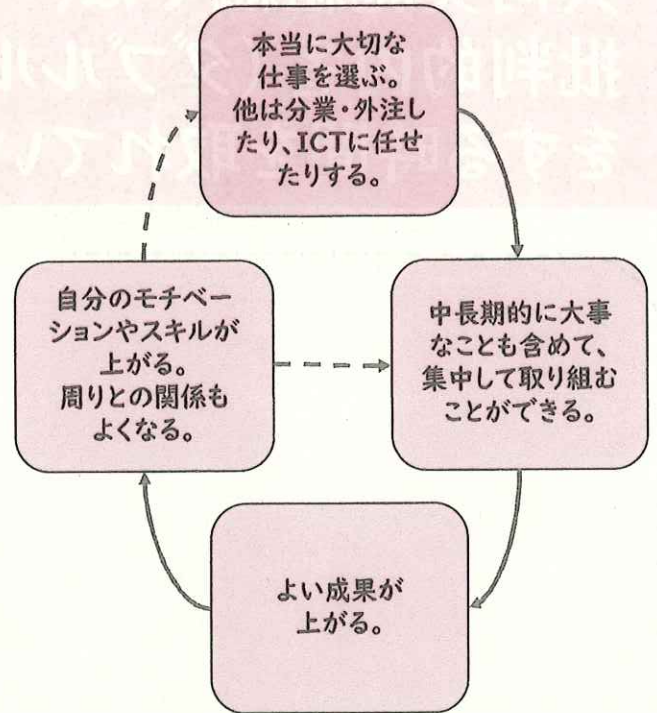 本当に大切な
仕事を選ぶ。
他は分業・外注し
たり、ICTに任せ
たりする。
中長期的に大事
なことも含めて、
集中して取り組む
ことができる。
よい成果が
上がる。
自分のモチベー
ションやスキルが
上がる。
周りとの関係も
よくなる。